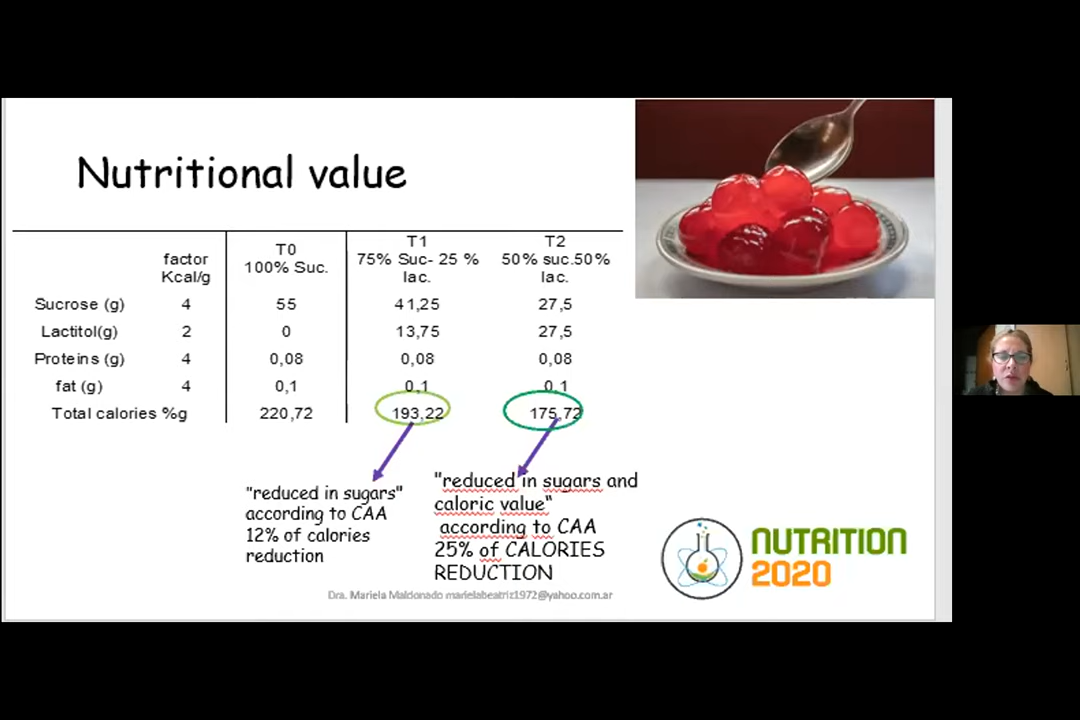 Nutritional value
factor Kcal/g T0 100% Suc. T1 75% Suc- 25 % lac. T2 50% suc.50% lac.
Sucrose (g) 4 55 41,25 27,5
Lactitol(g) 2 0 13,75 27,5
Proteins (g) 4 0,08 0,08 0,08
fat (g) 4 0,1 0,1 0,1
Total calories %g 220,72 193,22 175,72
"reduced in sugars"
according to CAA
12% of calories
reduction
"reduced in sugars and
caloric value"
according to CAA
25% of CALORIES
REDUCTION
NUTRITION
2020
Dra. Mariela Maldonado marielabeatriz1972@yahoo.com.ar